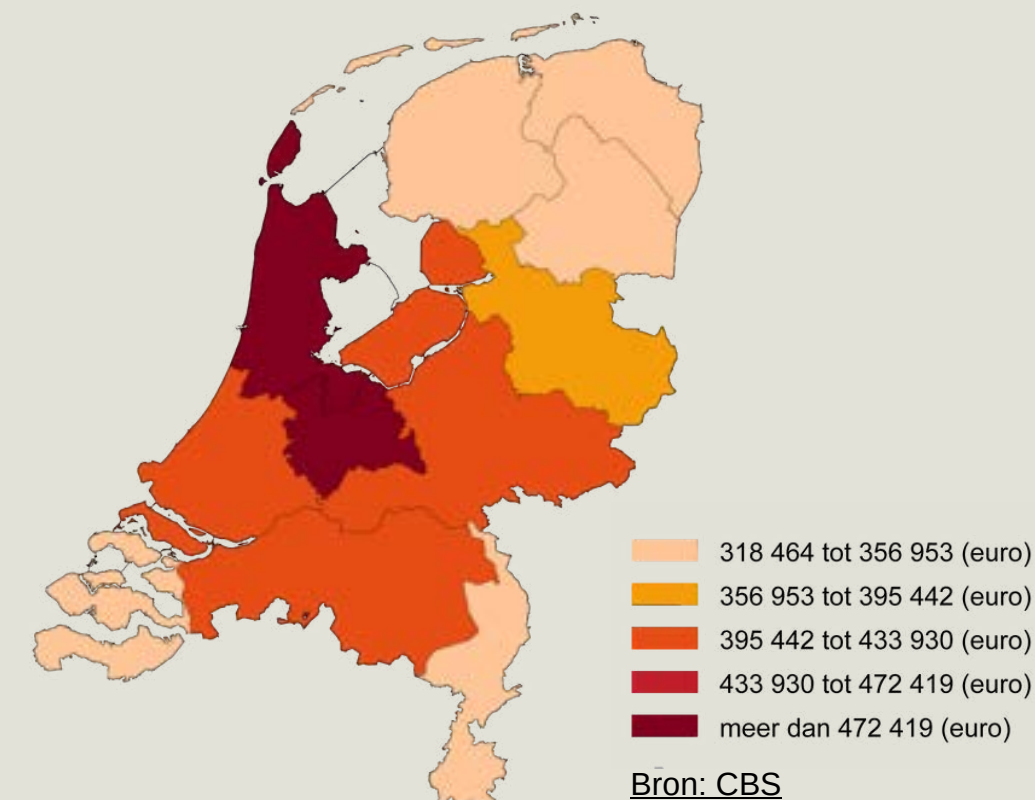 318 464 tot 356 953 (euro)
356 953 tot 395 442 (euro)
395 442 tot 433 930 (euro)
433 930 tot 472 419 (euro)
meer dan 472 419 (euro)
Bron: CBS